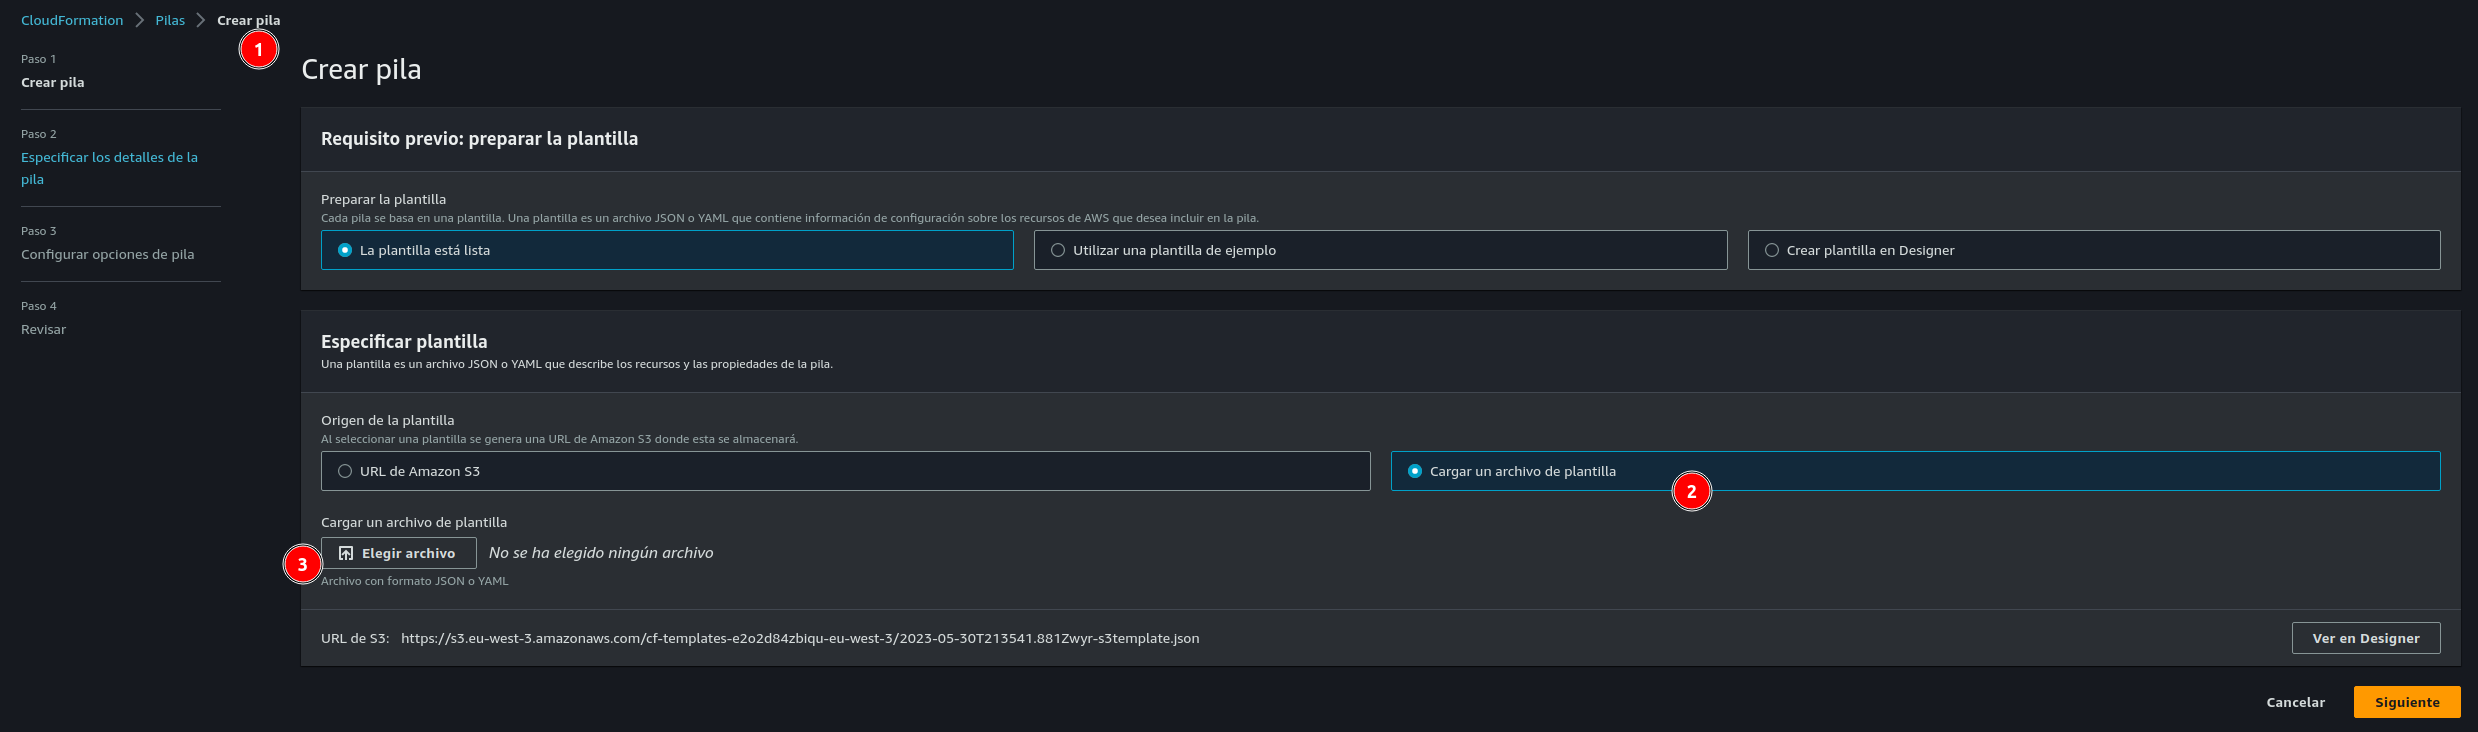 CloudFormation > Pilas > Crear pila
1
Paso 1
Crear pila
Paso 2
Especificar los detalles de la
pila
Paso 3
Configurar opciones de pila
Paso 4
Revisar
Crear pila
Requisito previo: preparar la plantilla
Preparar la plantilla
Cada pila se basa en una plantilla. Una plantilla es un archivo JSON o YAML que contiene información de configuración sobre los recursos de AWS que desea incluir en la pila.
La plantilla está lista
Utilizar una plantilla de ejemplo
Crear plantilla en Designer
Especificar plantilla
Una plantilla es un archivo JSON o YAML que describe los recursos y las propiedades de la pila.
Origen de la plantilla
Al seleccionar una plantilla se genera una URL de Amazon S3 donde esta se almacenará.
URL de Amazon S3
Cargar un archivo de plantilla
2
Cargar un archivo de plantilla
3
Elegir archivo
No se ha elegido ningún archivo
Archivo con formato JSON o YAML
URL de S3: https://s3.eu-west-3.amazonaws.com/cf-templates-e2o2d84zbiqu-eu-west-3/2023-05-30T213541.881Zwyr-s3template.json
Ver en Designer
Cancelar
Siguiente